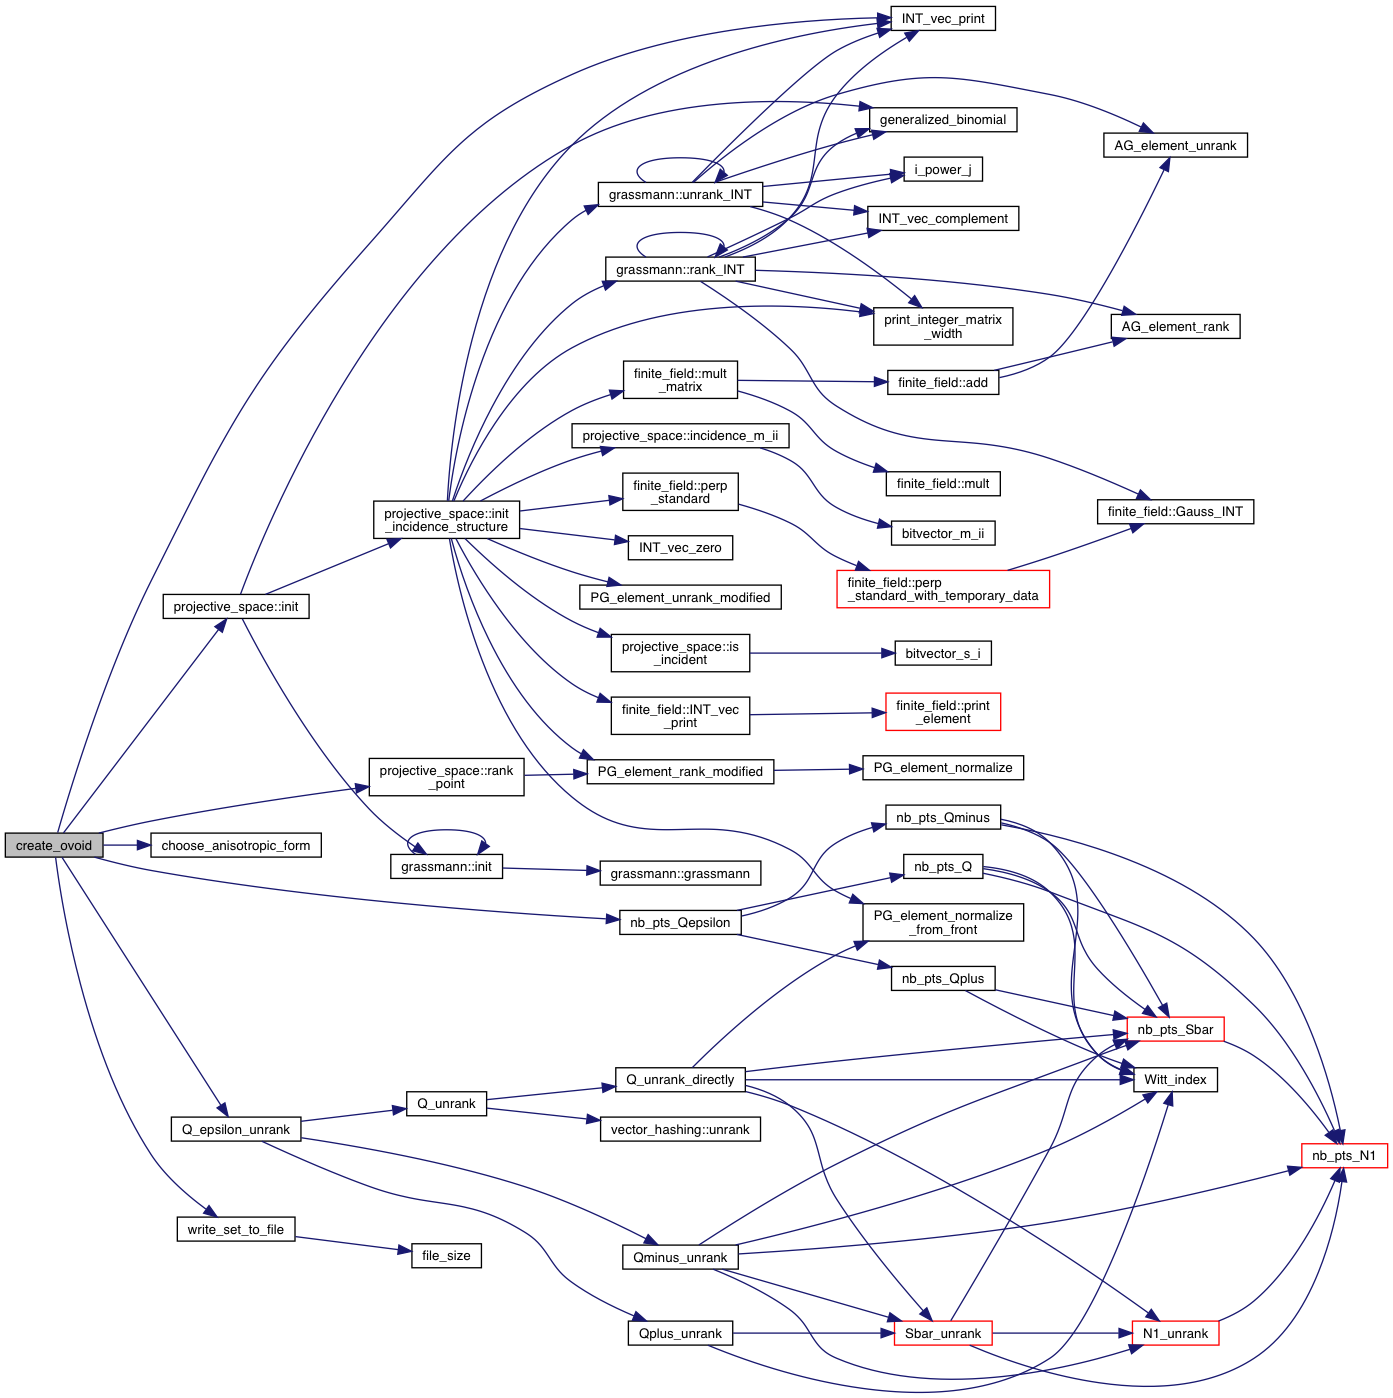 INT_vec_print
generalized_binomial
AG_element_unrank
i_power_j
grassmann::unrank_INT
INT_vec_complement
grassmann::rank_INT
print_integer_matrix
_width
AG_element_rank
finite_field::mult
_matrix
finite_field::add
projective_space::incidence_m_ii
finite_field::mult
finite_field::perp
_standard
projective_space::init
_incidence_structure
finite_field::Gauss_INT
bitvector_m_ii
INT_vec_zero
finite_field::perp
_standard_with_temporary_data
PG_element_unrank_modified
projective_space::init
projective_space::is
_incident
bitvector_s_i
finite_field::INT_vec
_print
finite_field::print
_element
projective_space::rank
_point
PG_element_rank_modified
PG_element_normalize
nb_pts_Qminus
create_ovoid
choose_anisotropic_form
grassmann::init
grassmann::grassmann
nb_pts_Q
nb_pts_Qepsilon
PG_element_normalize
_from_front
nb_pts_Qplus
nb_pts_Sbar
Q_unrank_directly
Witt_index
Q_unrank
Q_epsilon_unrank
vector_hashing::unrank
nb_pts_N1
write_set_to_file
file_size
Qminus_unrank
Qplus_unrank
Sbar_unrank
N1_unrank